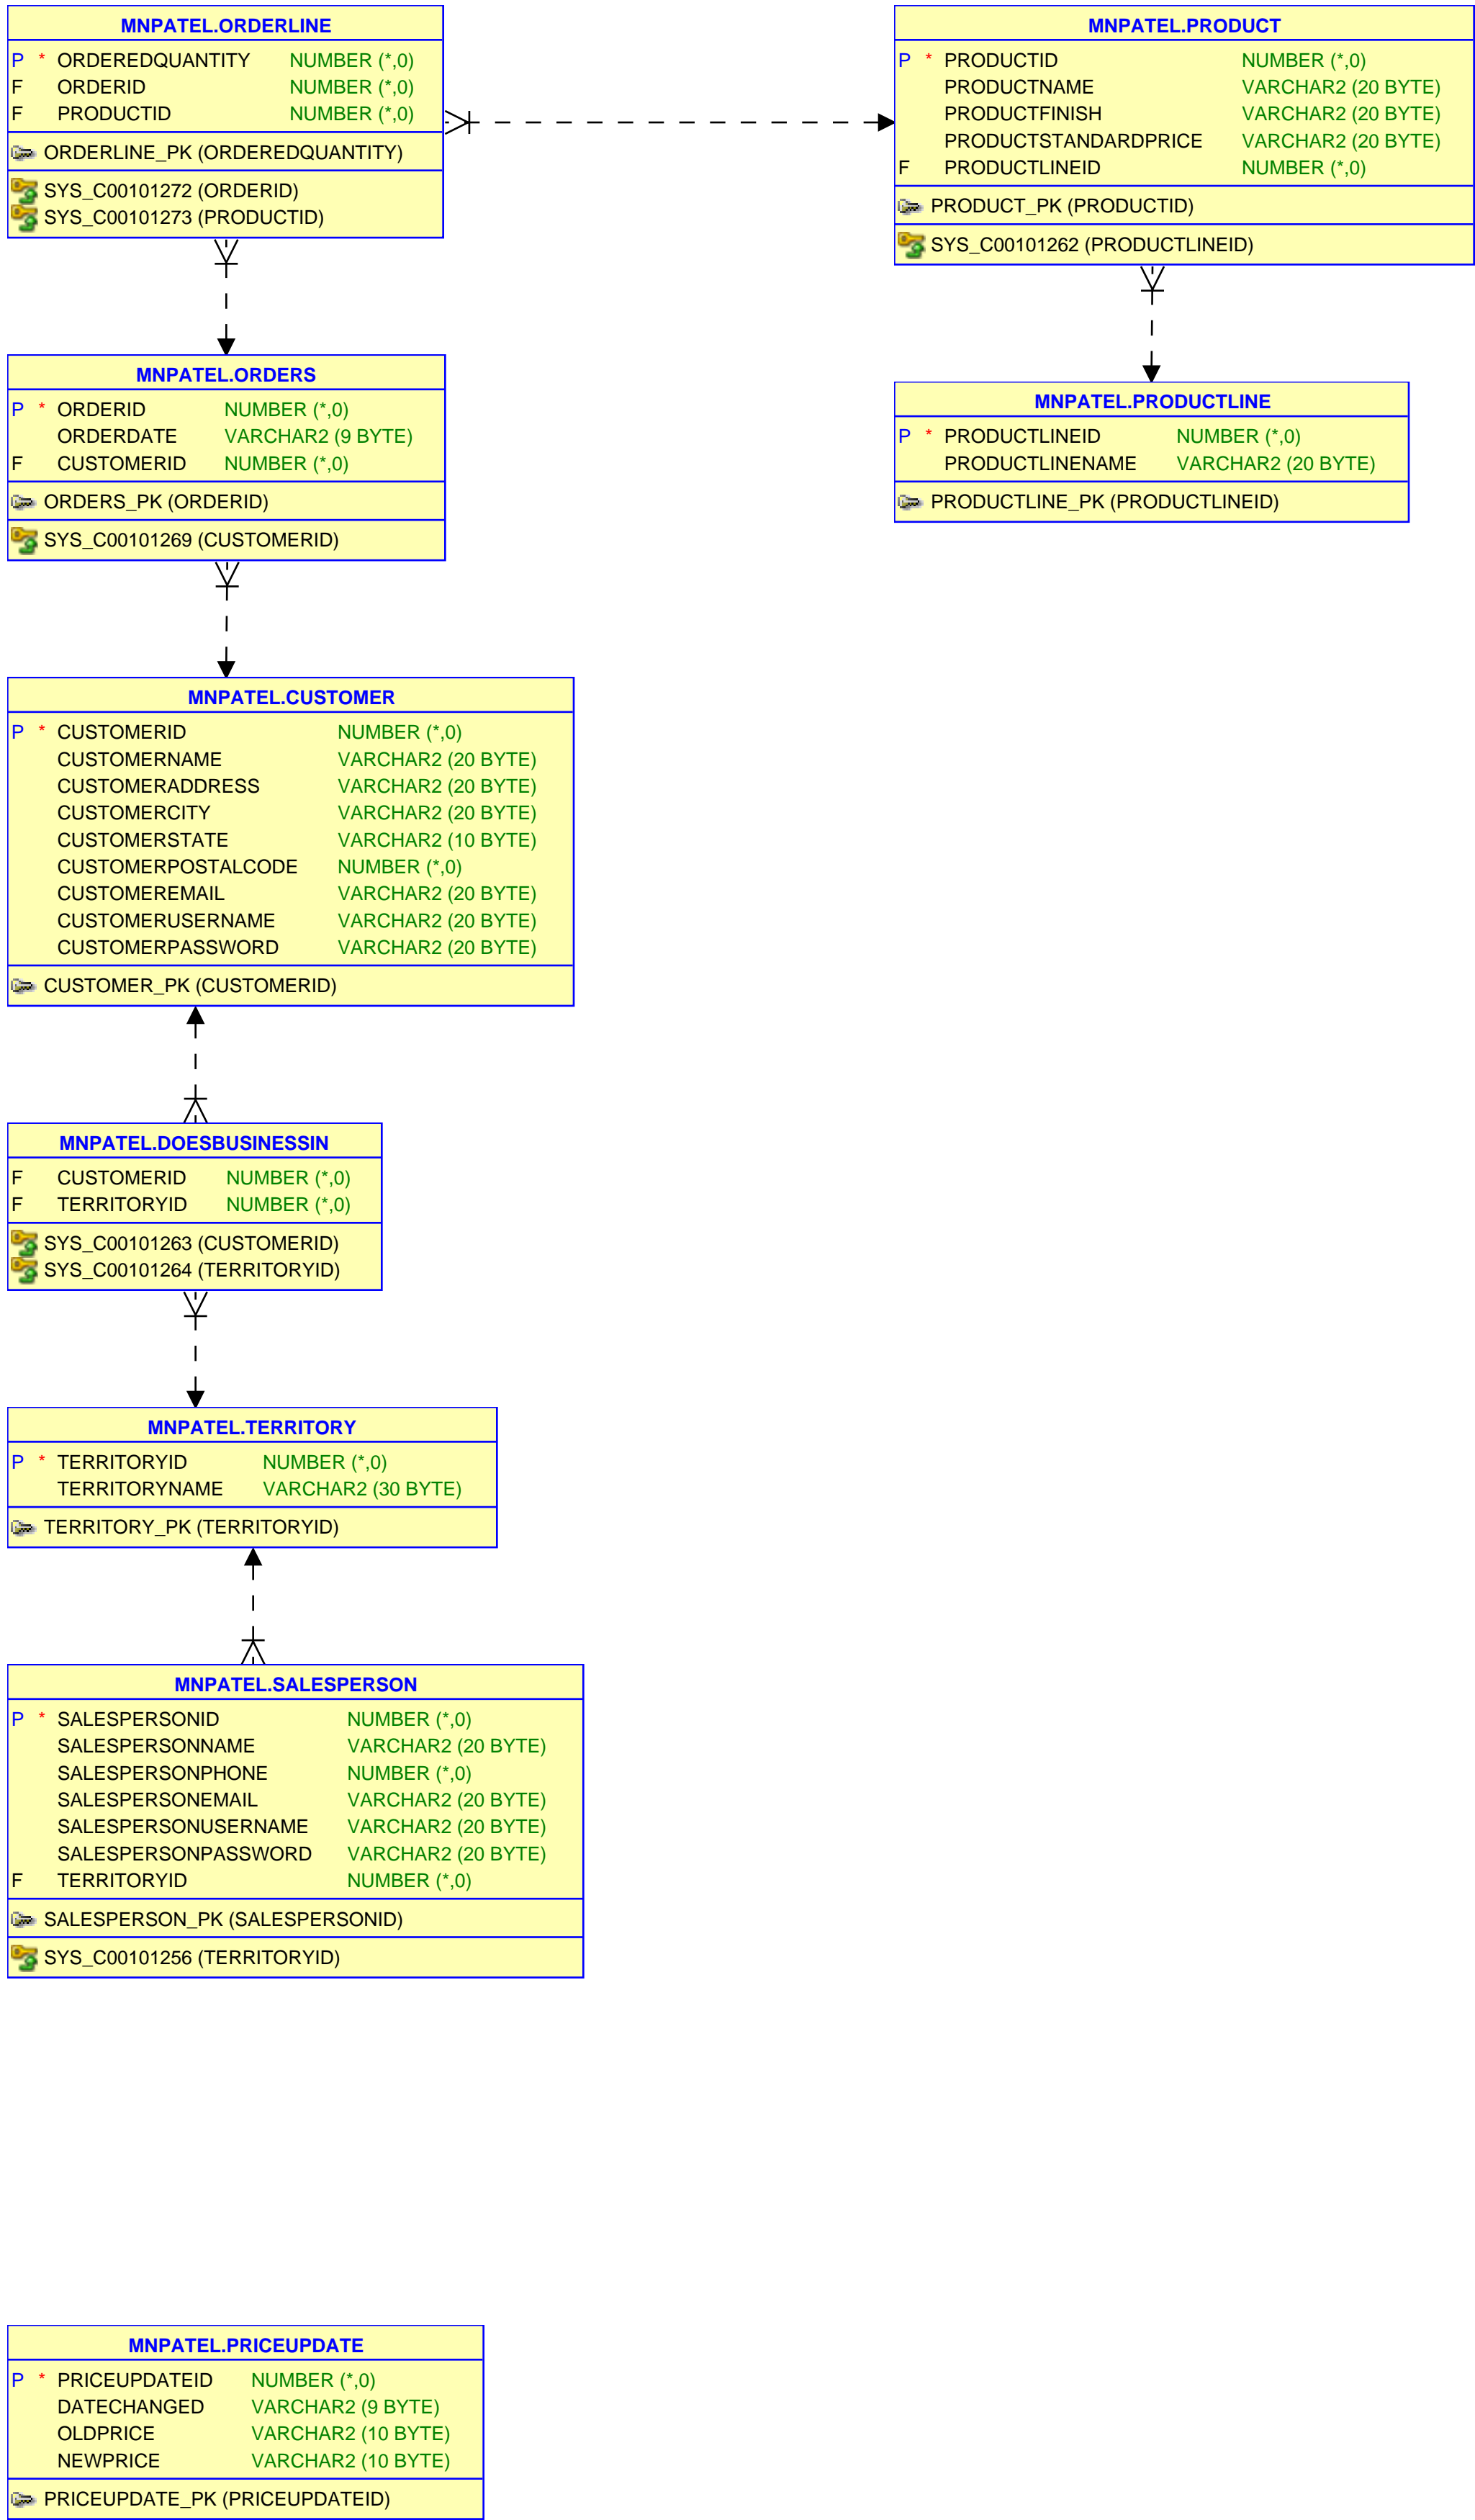 MNPATEL.ORDERLINE
P * ORDEREDQUANTITY NUMBER (*,0)
F ORDERID NUMBER (*,0)
F PRODUCTID NUMBER (*,0)
ORDERLINE_PK (ORDEREDQUANTITY)
SYS_C00101272 (ORDERID)
SYS_C00101273 (PRODUCTID)
MNPATEL.PRODUCT
P * PRODUCTID NUMBER (*,0)
PRODUCTNAME VARCHAR2 (20 BYTE)
PRODUCTFINISH VARCHAR2 (20 BYTE)
PRODUCTSTANDARDPRICE VARCHAR2 (20 BYTE)
F PRODUCTLINEID NUMBER (*,0)
PRODUCT_PK (PRODUCTID)
SYS_C00101262 (PRODUCTLINEID)
MNPATEL.ORDERS
P * ORDERID NUMBER (*,0)
ORDERDATE VARCHAR2 (9 BYTE)
F CUSTOMERID NUMBER (*,0)
ORDERS_PK (ORDERID)
SYS_C00101269 (CUSTOMERID)
MNPATEL.PRODUCTLINE
P * PRODUCTLINEID NUMBER (*,0)
PRODUCTLINENAME VARCHAR2 (20 BYTE)
PRODUCTLINE_PK (PRODUCTLINEID)
MNPATEL.CUSTOMER
P * CUSTOMERID NUMBER (*,0)
CUSTOMERNAME VARCHAR2 (20 BYTE)
CUSTOMERADDRESS VARCHAR2 (20 BYTE)
CUSTOMERCITY VARCHAR2 (20 BYTE)
CUSTOMERSTATE VARCHAR2 (10 BYTE)
CUSTOMERPOSTALCODE NUMBER (*,0)
CUSTOMEREMAIL VARCHAR2 (20 BYTE)
CUSTOMERUSERNAME VARCHAR2 (20 BYTE)
CUSTOMERPASSWORD VARCHAR2 (20 BYTE)
CUSTOMER_PK (CUSTOMERID)
MNPATEL.DOESBUSINESSIN
F CUSTOMERID NUMBER (*,0)
F TERRITORYID NUMBER (*,0)
SYS_C00101263 (CUSTOMERID)
SYS_C00101264 (TERRITORYID)
MNPATEL.TERRITORY
P * TERRITORYID NUMBER (*,0)
TERRITORYNAME VARCHAR2 (30 BYTE)
TERRITORY_PK (TERRITORYID)
MNPATEL.SALESPERSON
P * SALESPERSONID NUMBER (*,0)
SALESPERSONNAME VARCHAR2 (20 BYTE)
SALESPERSONPHONE NUMBER (*,0)
SALESPERSONEMAIL VARCHAR2 (20 BYTE)
SALESPERSONUSERNAME VARCHAR2 (20 BYTE)
SALESPERSONPASSWORD VARCHAR2 (20 BYTE)
F TERRITORYID NUMBER (*,0)
SALESPERSON_PK (SALESPERSONID)
SYS_C00101256 (TERRITORYID)
MNPATEL.PRICEUPDATE
P * PRICEUPDATEID NUMBER (*,0)
DATECHANGED VARCHAR2 (9 BYTE)
OLDPRICE VARCHAR2 (10 BYTE)
NEWPRICE VARCHAR2 (10 BYTE)
PRICEUPDATE_PK (PRICEUPDATEID)